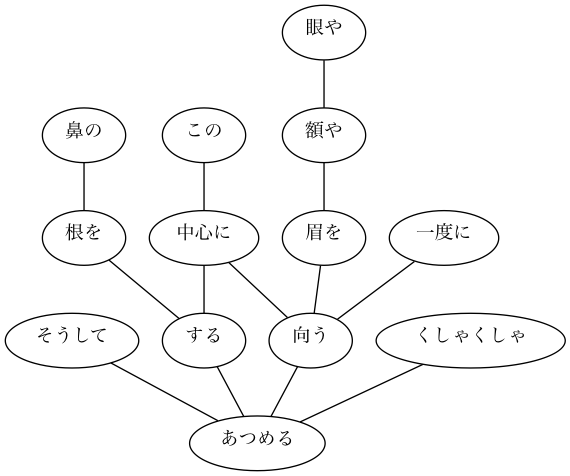 眼や
鼻の
この
額や
根を
中心に
眉を
一度に
そうして
する
向う
くしゃくしゃ
あつめる